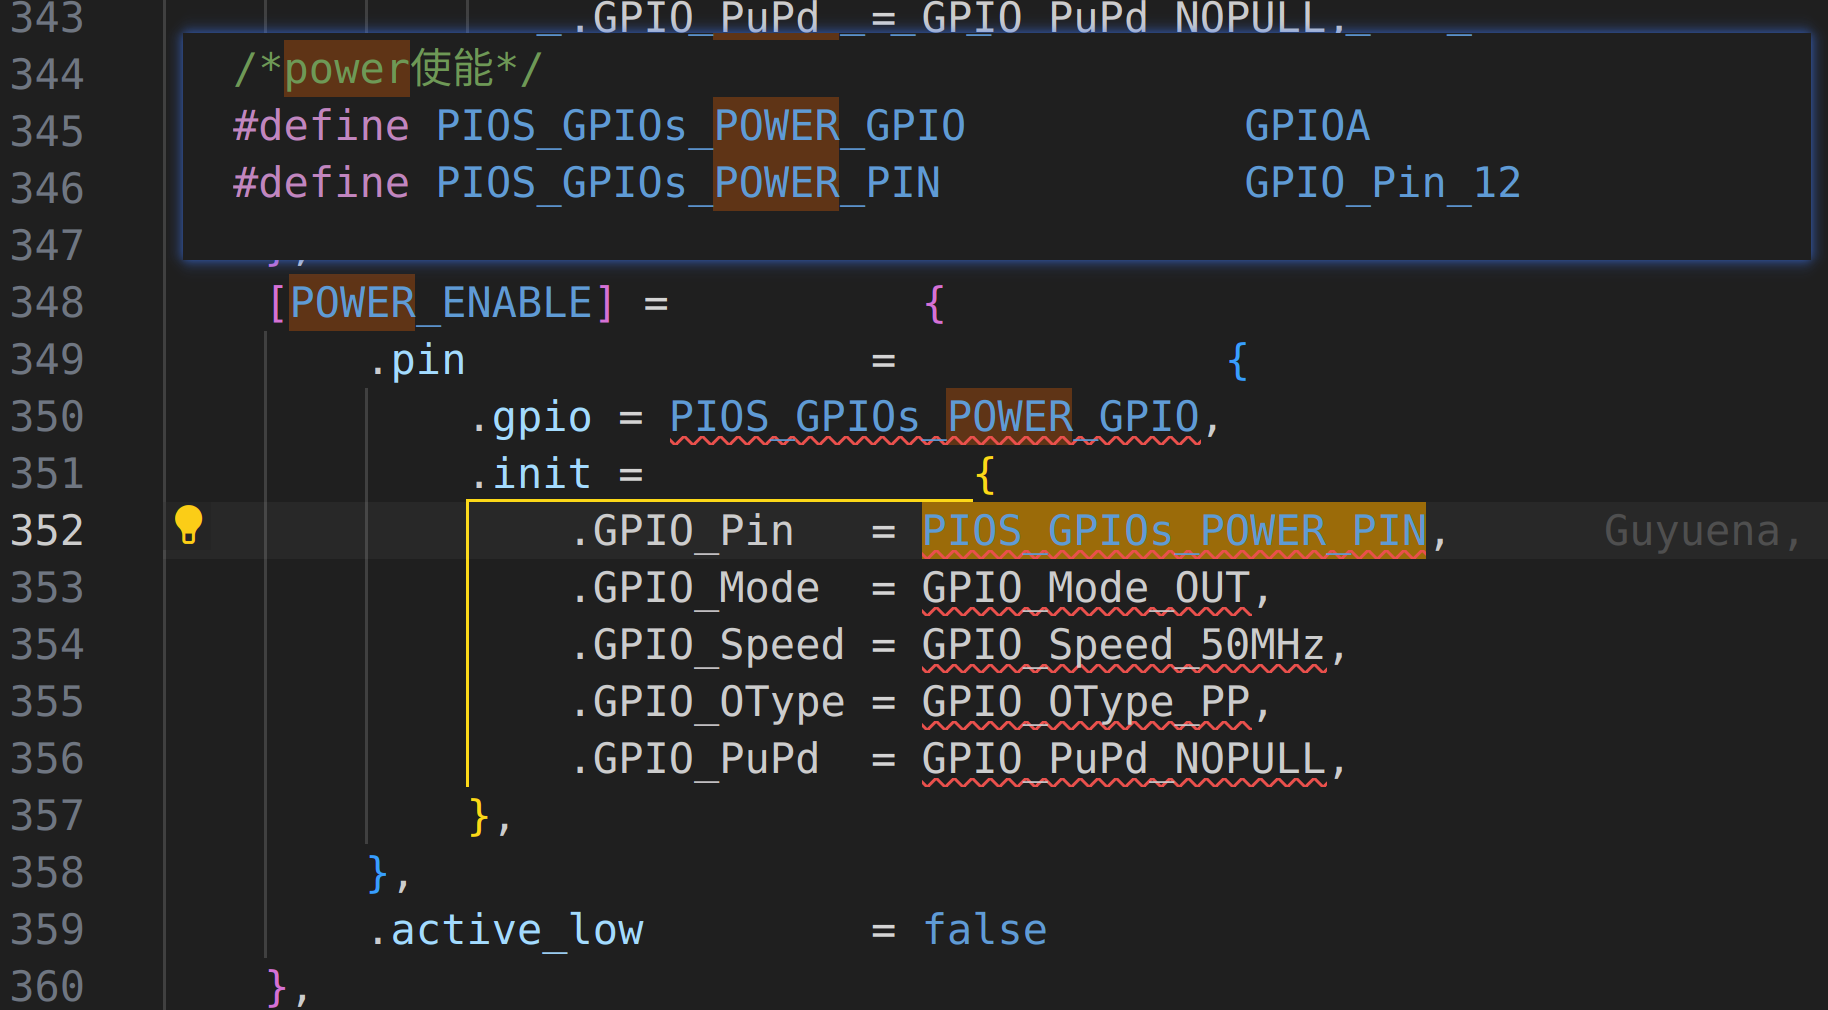 343 .GPIO_PuPd = GPIO_PuPd_NOPULL,
344 /*power使能*/
345 #define PIOS_GPIOs_POWER_GPIO GPIOA
346 #define PIOS_GPIOs_POWER_PIN GPIO_Pin_12
347 },
348 [POWER_ENABLE] = {
349 .pin = {
350 .gpio = PIOS_GPIOs_POWER_GPIO,
351 .init = {
352 .GPIO_Pin = PIOS_GPIOs_POWER_PIN, Guyuena,
353 .GPIO_Mode = GPIO_Mode_OUT,
354 .GPIO_Speed = GPIO_Speed_50MHz,
355 .GPIO_OType = GPIO_OType_PP,
356 .GPIO_PuPd = GPIO_PuPd_NOPULL,
357 },
358 },
359 .active_low = false
360 },